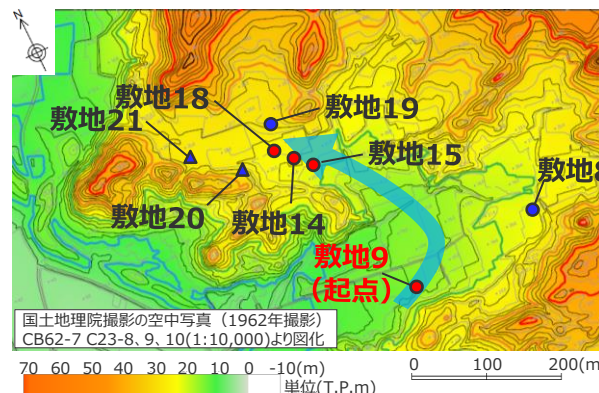 N
敷地18
敷地19
敷地21
敷地15
敷地8
敷地20
敷地14
敷地9
（起点）
国土地理院撮影の空中写真（1962年撮影）
CB62-7 C23-8、9、10(1:10,000)より図化
70 60 50 40 30 20 10 0 -10(m)
単位(T.P.m)
0 100 200(m